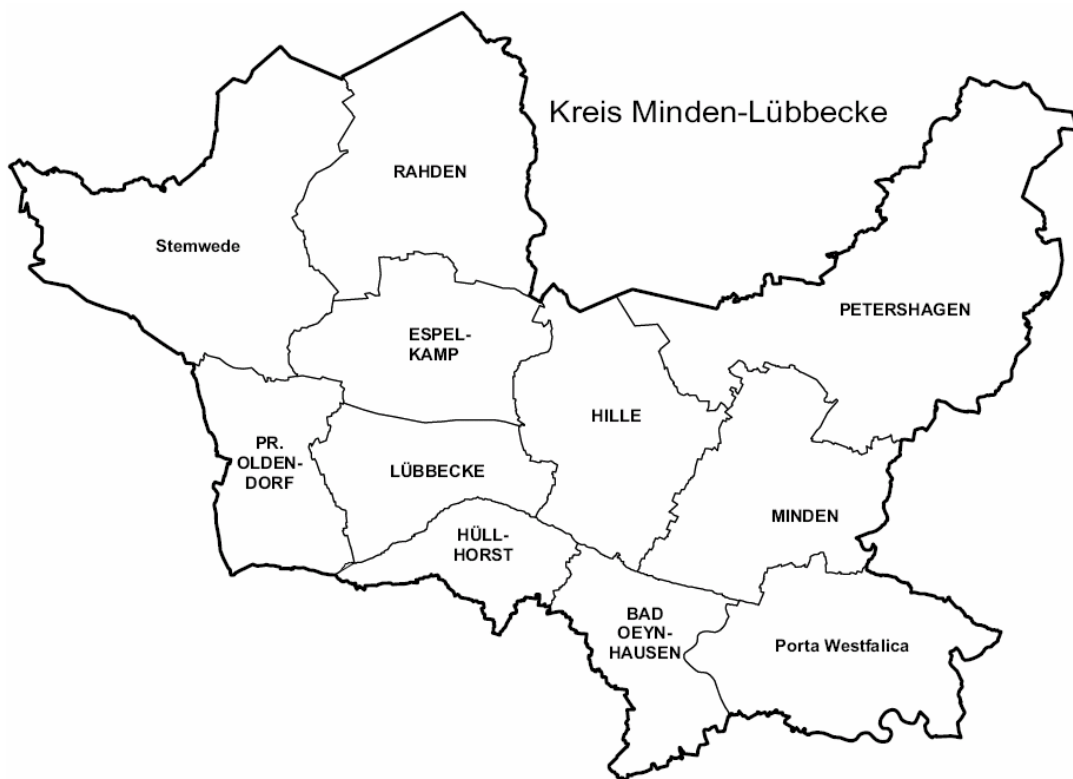 Kreis Minden-Lübbecke
RAHDEN
Stemwede
PETERSHAGEN
ESPEL-
KAMP
HILLE
PR.
OLDEN-
DORF
LÜBBECKE
MINDEN
HÜLL-
HORST
BAD
OEYN-
HAUSEN
Porta Westfalica